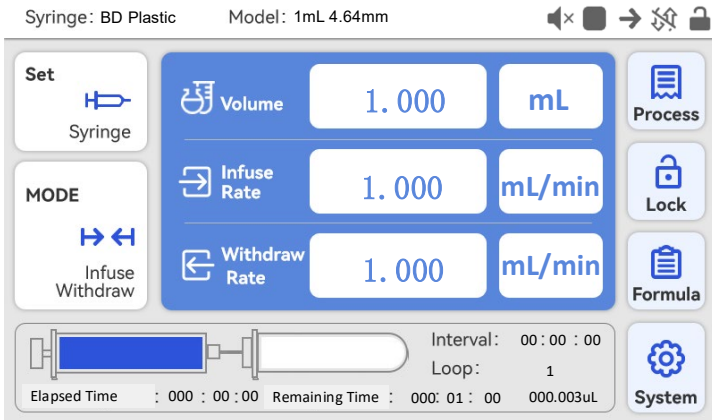 Syringe: BD Plastic Model: 1mL 4.64mm
Set
Syringe
MODE
Infuse
Withdraw
Volume 1.000 mL
Infuse
Rate
1.000 mL/min
Withdraw
Rate
1.000 mL/min
Process
Lock
Formula
System
Interval: 00:00:00
Loop: 1
Elapsed Time : 000 : 00:00 Remaining Time : 000: 01: 00 000.003uL